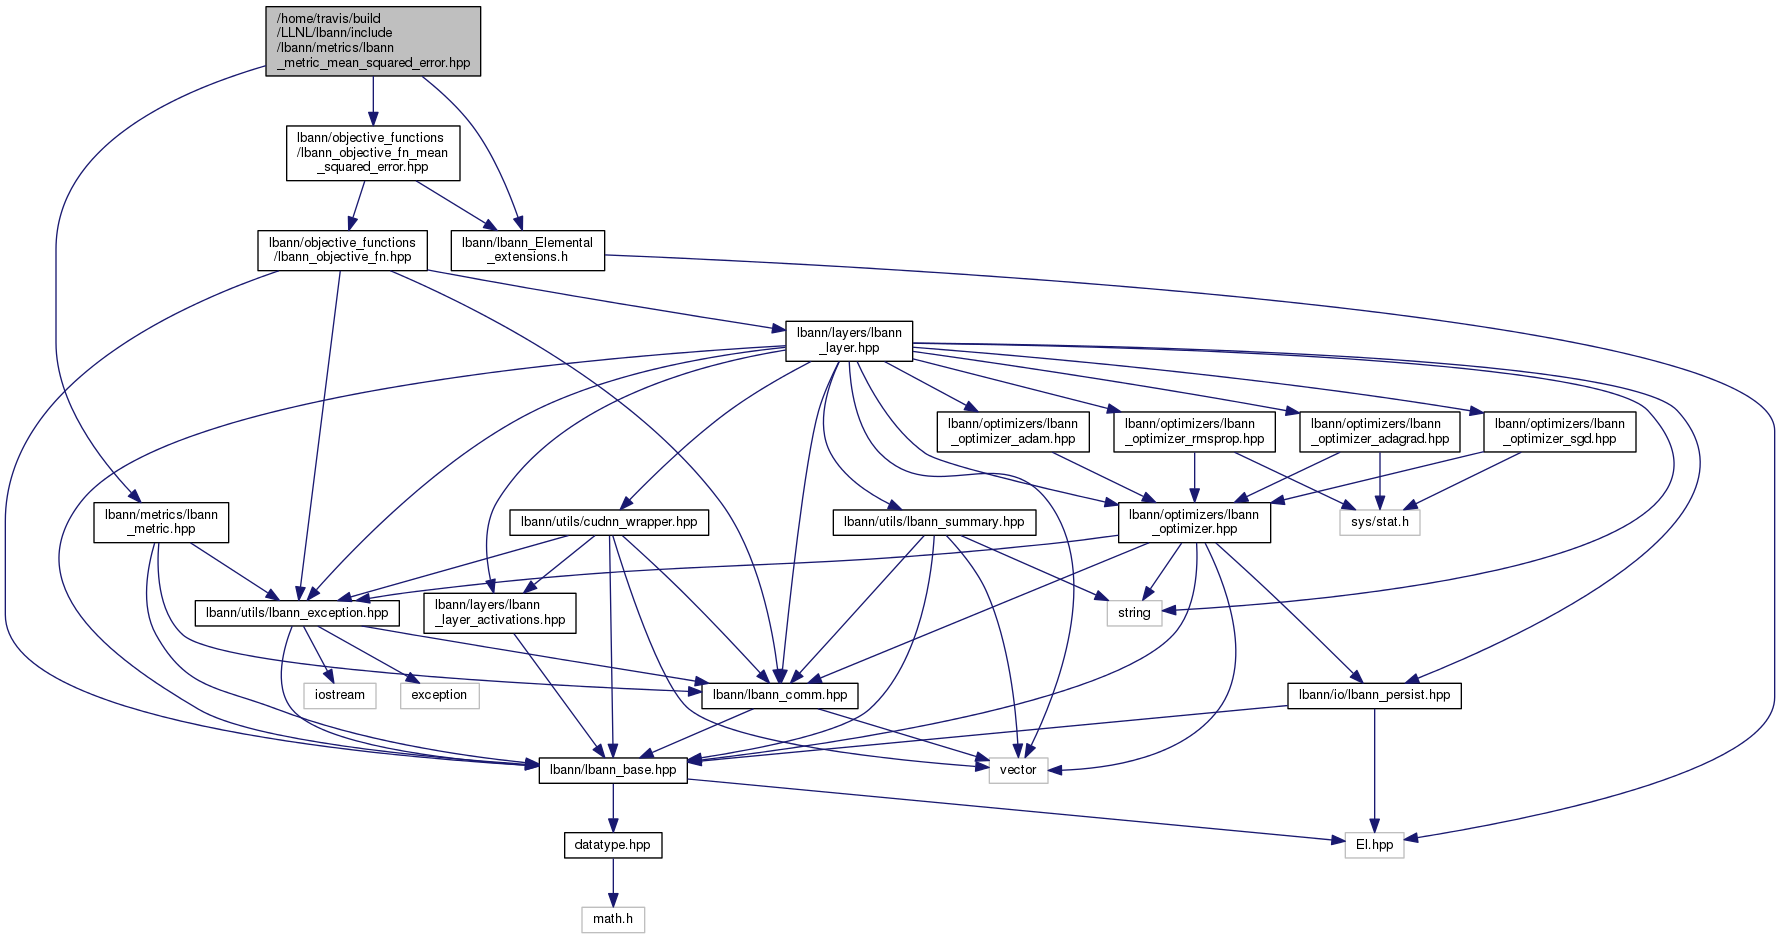 /home/travis/build
/LLNL/lbann/include
/lbann/metrics/lbann
_metric_mean_squared_error.hpp
lbann/objective_functions
/lbann_objective_fn_mean
_squared_error.hpp
lbann/objective_functions
/lbann_objective_fn.hpp
lbann/lbann_Elemental
_extensions.h
lbann/layers/lbann
_layer.hpp
lbann/optimizers/lbann
_optimizer_adam.hpp
lbann/optimizers/lbann
_optimizer_rmsprop.hpp
lbann/optimizers/lbann
_optimizer_adagrad.hpp
lbann/optimizers/lbann
_optimizer_sgd.hpp
lbann/metrics/lbann
_metric.hpp
lbann/utils/cudnn_wrapper.hpp
lbann/utils/lbann_summary.hpp
lbann/optimizers/lbann
_optimizer.hpp
sys/stat.h
lbann/utils/lbann_exception.hpp
lbann/layers/lbann
_layer_activations.hpp
string
iostream
exception
lbann/lbann_comm.hpp
lbann/io/lbann_persist.hpp
lbann/lbann_base.hpp
vector
datatype.hpp
El.hpp
math.h